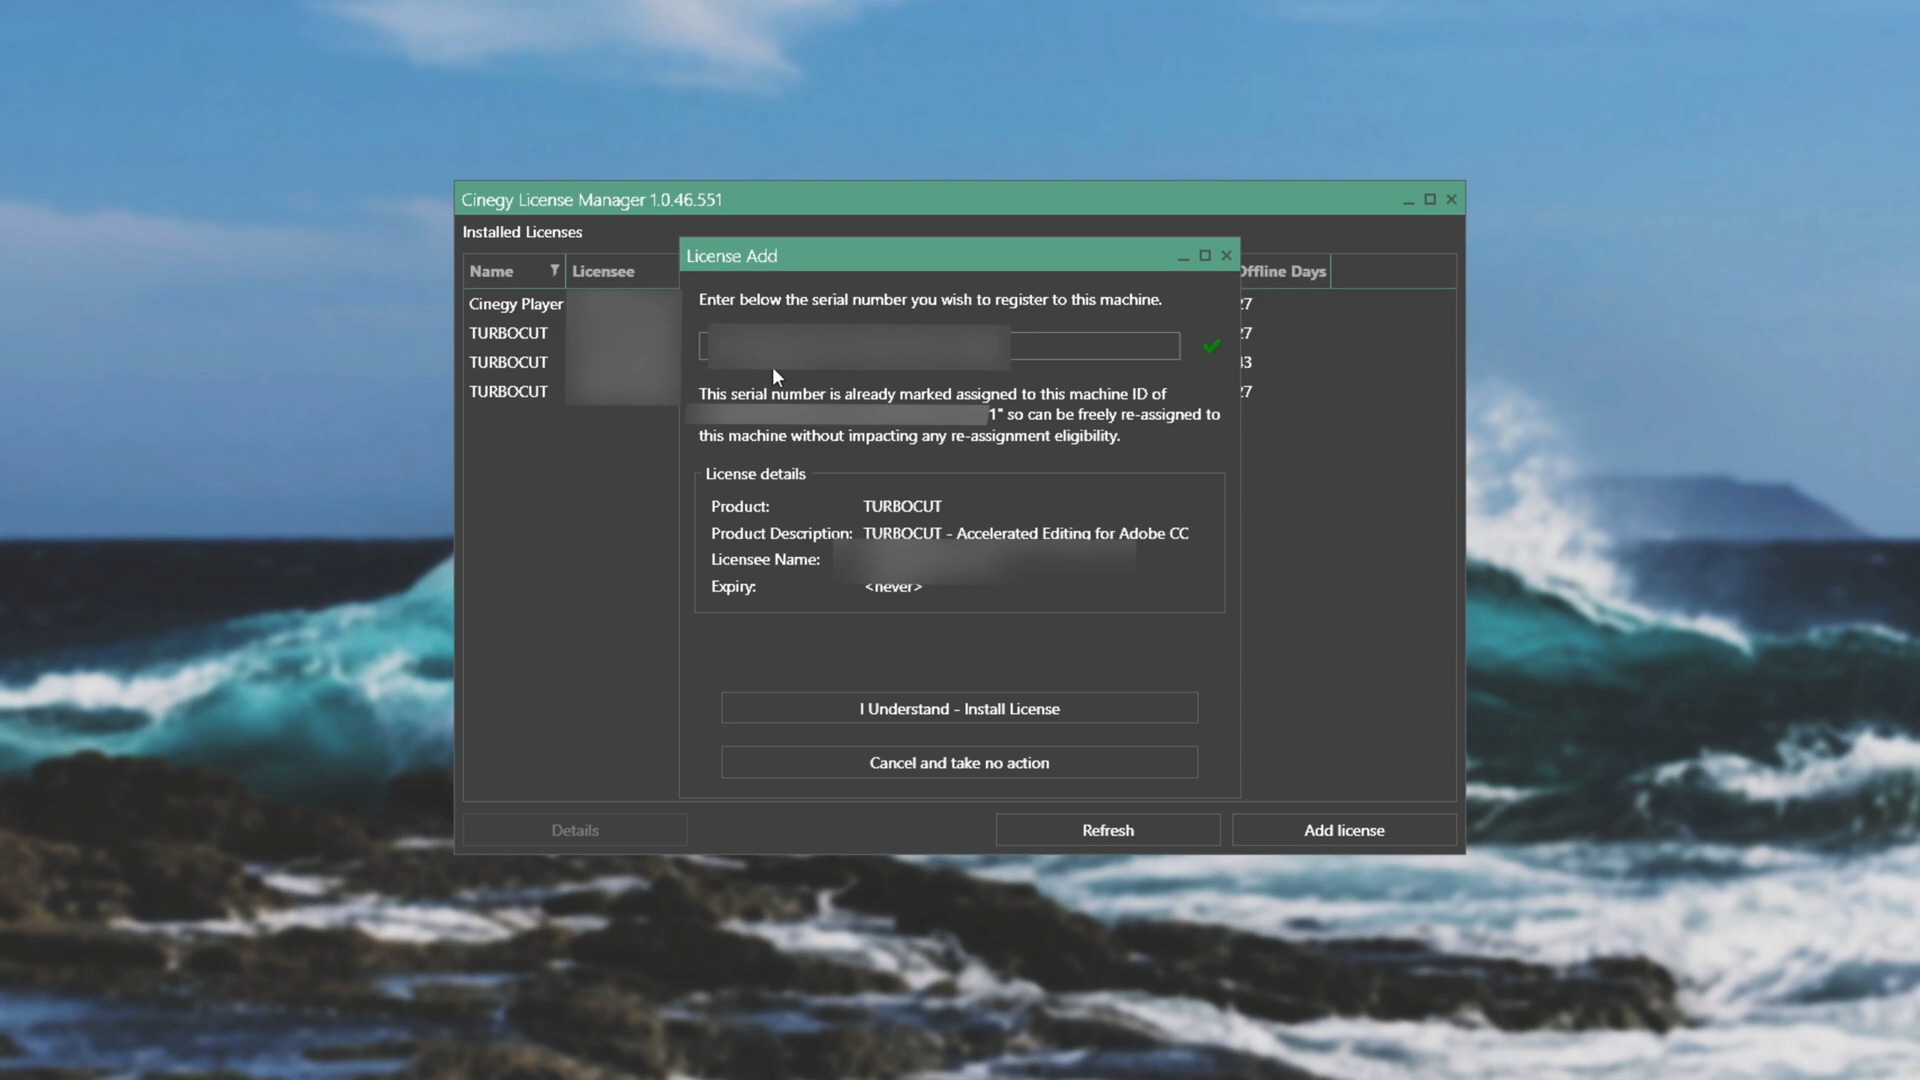 Cinegy License Manager 1.0.46.551
Installed Licenses
Name Licensee Offline Days
Cinegy Player
TURBOCUT
TURBOCUT
TURBOCUT
License Add
Enter below the serial number you wish to register to this machine.
This serial number is already marked assigned to this machine ID of
1" so can be freely re-assigned to
this machine without impacting any re-assignment eligibility.
License details
Product: TURBOCUT
Product Description: TURBOCUT - Accelerated Editing for Adobe CC
Licensee Name:
Expiry: <never>
I Understand - Install License
Cancel and take no action
Details Refresh Add license